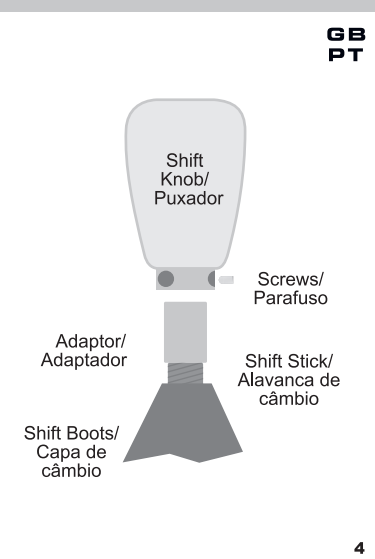 GB
PT
Shift
Knob/
Puxador
Screws/
Parafuso
Adaptor/
Adaptador
Shift Stick/
Alavanca de
câmbio
Shift Boots/
Capa de
câmbio
4